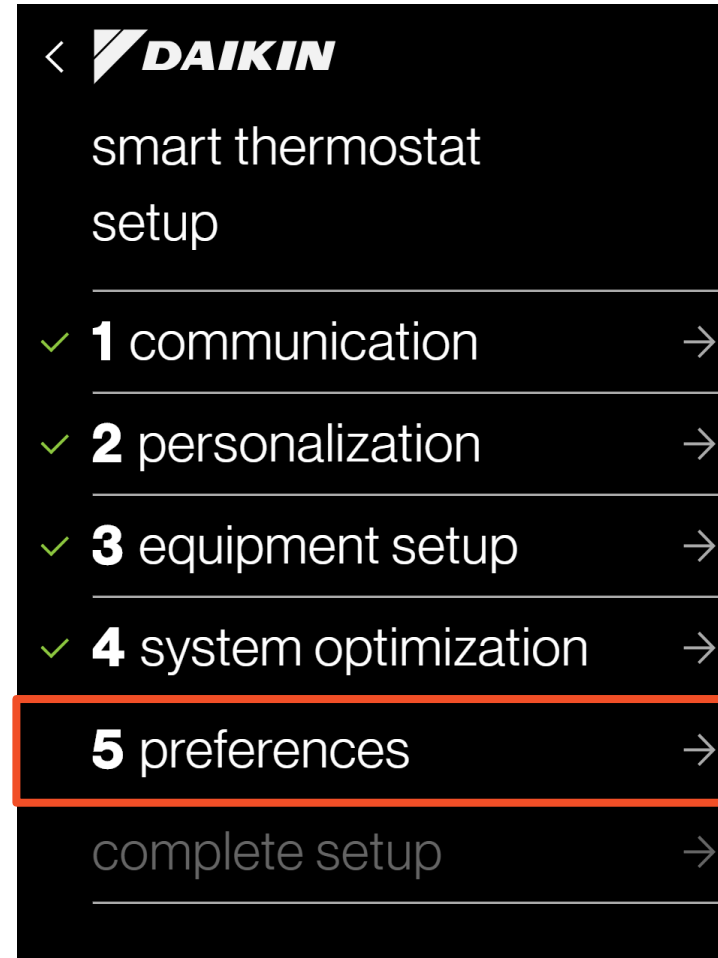 DAIKIN
smart thermostat
setup
1 communication
2 personalization
3 equipment setup
4 system optimization
5 preferences
complete setup